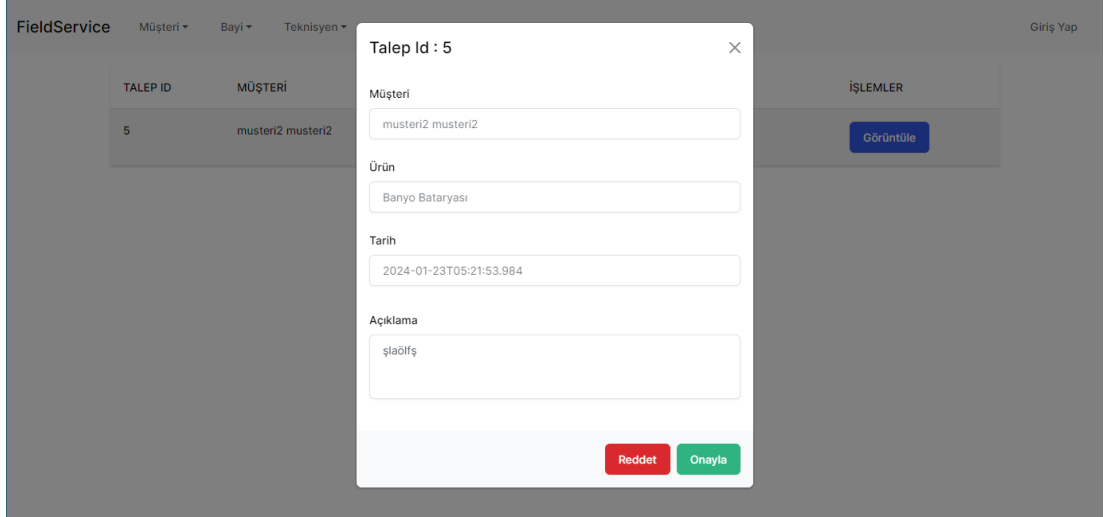 FieldService Müşteri Bayi Teknisyen Giriş Yap
TALEP ID MÜŞTERİ İŞLEMLER
5 musteri2 musteri2 Görüntüle
Talep Id : 5
Müşteri
musteri2 musteri2
Ürün
Banyo Bataryası
Tarih
2024-01-23T05:21:53.984
Açıklama
şlaölfş
Reddet Onayla